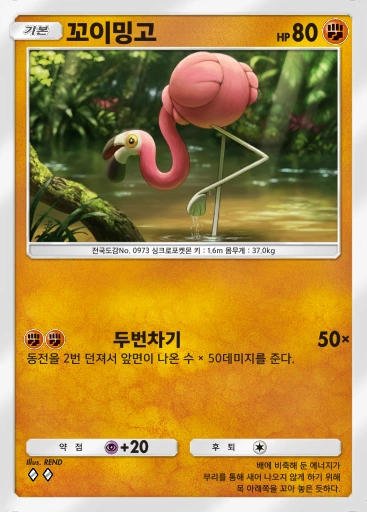 기본 꼬이밍고 HP 80
전국도감No. 0973 싱크로포켓몬 키 : 1.6m 몸무게 : 37.0kg
두번차기 50×
동전을 2번 던져서 앞면이 나온 수 × 50데미지를 준다.
약점 +20 후퇴
Illus. REND
배에 비축해 둔 에너지가
부리를 통해 새어 나오지 않게 하기 위해
목 아래쪽을 꼬아 놓은 듯하다.